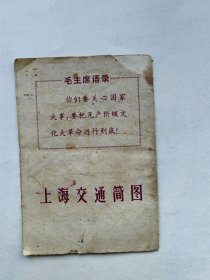 毛主席语录
你们要关心国家
大事，要把无产阶级文
化大革命进行到底！
上海交通简图